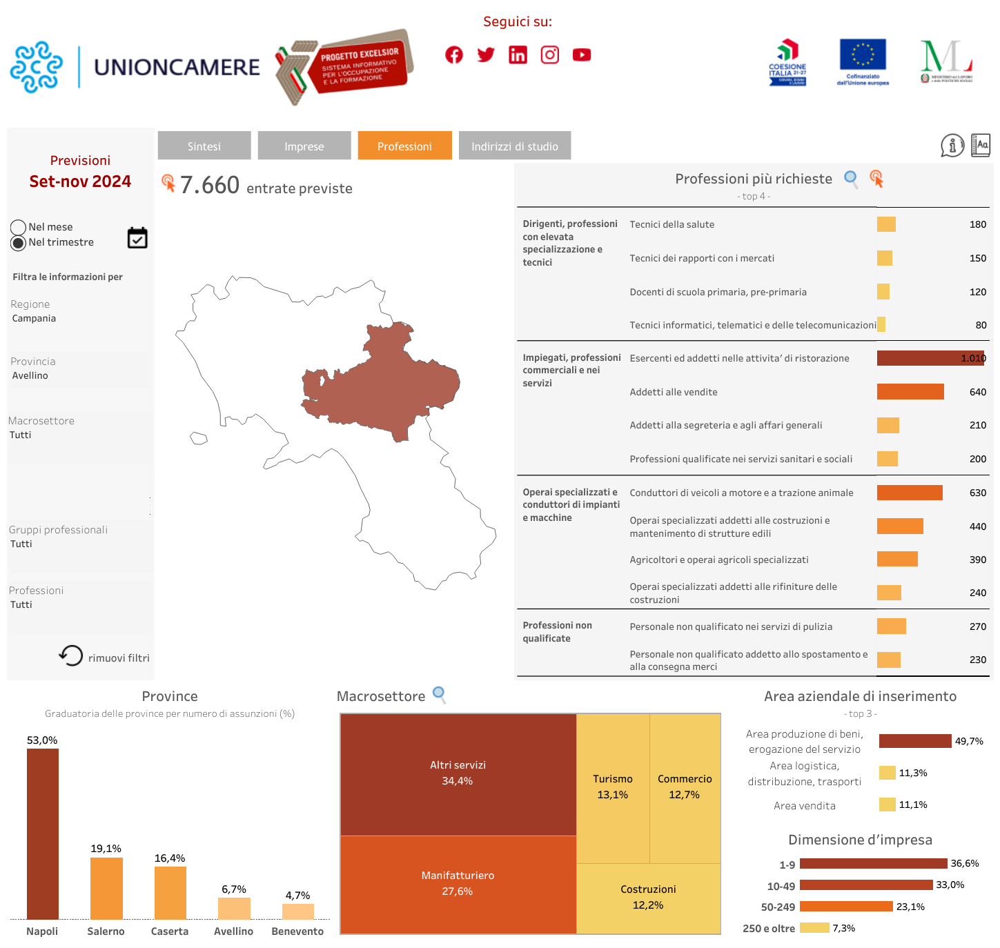 Seguici su:
UNIONCAMERE
PROGETTO EXCELSIOR
SISTEMA INFORMATIVO
PER L'OCCUPAZIONE
E LA FORMAZIONE
COESIONE
ITALIA 21-27
GIOVANI, DONNE
E LAVORO
Cofinanziato
dall'Unione europea
MINISTERO del LAVORO
e delle POLITICHE SOCIALI
Sintesi
Imprese
Professioni
Indirizzi di studio
Aa
Previsioni
Set-nov 2024
Nel mese
Nel trimestre
Filtra le informazioni per
Regione
Campania
Provincia
Avellino
Macrosettore
Tutti
Gruppi professionali
Tutti
Professioni
Tutti
rimuovi filtri
7.660 entrate previste
Professioni più richieste
- top 4 -
Dirigenti, professioni
con elevata
specializzazione e
tecnici
Tecnici della salute 180
Tecnici dei rapporti con i mercati 150
Docenti di scuola primaria, pre-primaria 120
Tecnici informatici, telematici e delle telecomunicazioni 80
Impiegati, professioni
commerciali e nei
servizi
Esercenti ed addetti nelle attivita’ di ristorazione 1.010
Addetti alle vendite 640
Addetti alla segreteria e agli affari generali 210
Professioni qualificate nei servizi sanitari e sociali 200
Operai specializzati e
conduttori di impianti
e macchine
Conduttori di veicoli a motore e a trazione animale 630
Operai specializzati addetti alle costruzioni e
mantenimento di strutture edili 440
Agricoltori e operai agricoli specializzati 390
Operai specializzati addetti alle rifiniture delle
costruzioni 240
Professioni non
qualificate
Personale non qualificato nei servizi di pulizia 270
Personale non qualificato addetto allo spostamento e
alla consegna merci 230
Province
Graduatoria delle province per numero di assunzioni (%)
53,0%
19,1%
16,4%
6,7%
4,7%
Napoli
Salerno
Caserta
Avellino
Benevento
Macrosettore
Altri servizi
34,4%
Manifatturiero
27,6%
Turismo
13,1%
Commercio
12,7%
Costruzioni
12,2%
Area aziendale di inserimento
- top 3 -
Area produzione di beni,
erogazione del servizio 49,7%
Area logistica,
distribuzione, trasporti 11,3%
Area vendita 11,1%
Dimensione d’impresa
1-9 36,6%
10-49 33,0%
50-249 23,1%
250 e oltre 7,3%